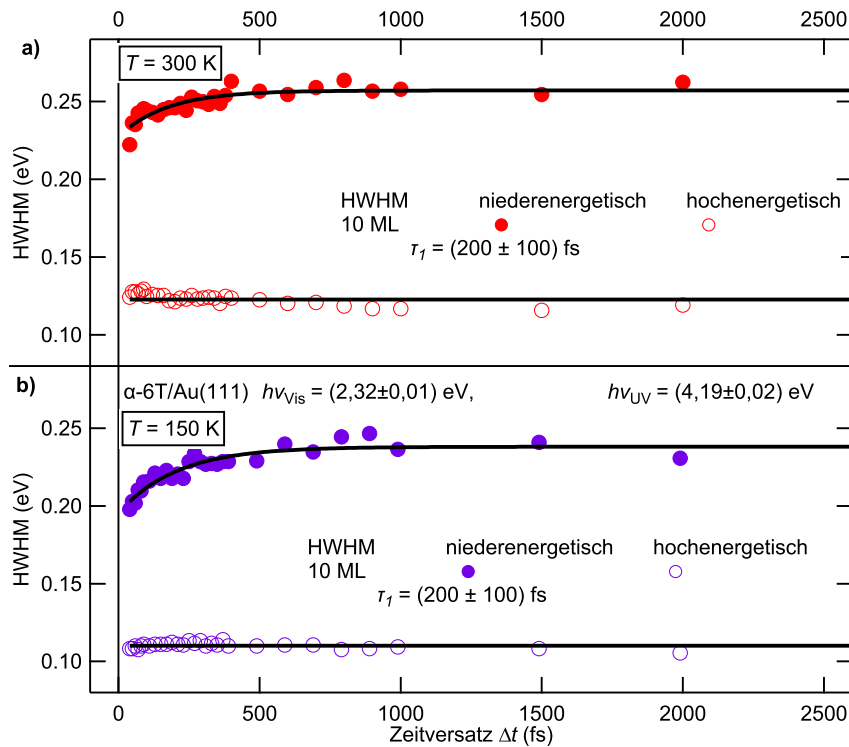 0 500 1000 1500 2000 2500
a)
T = 300 K
0.25
0.20
0.15
0.10
HWHM (eV)
HWHM niederenergetisch hochenergetisch
10 ML
τ1 = (200 ± 100) fs
b)
α-6T/Au(111) hνVis = (2,32±0,01) eV, hνUV = (4,19±0,02) eV
T = 150 K
0.25
0.20
0.15
0.10
HWHM (eV)
HWHM niederenergetisch hochenergetisch
10 ML
τ1 = (200 ± 100) fs
0 500 1000 1500 2000 2500
Zeitversatz Δt (fs)